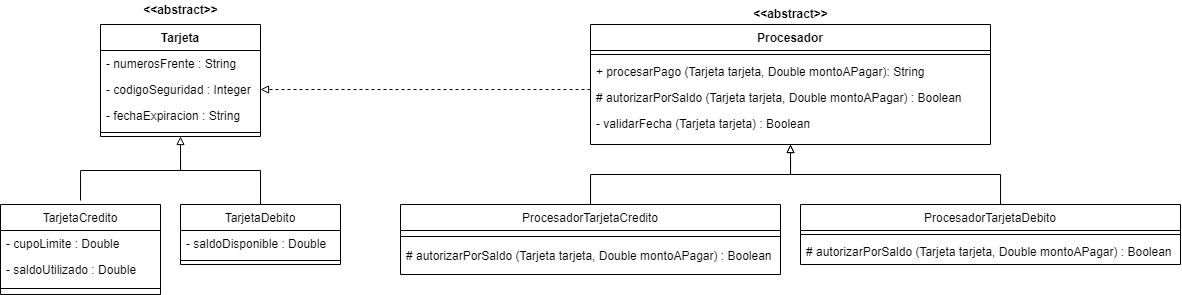 <<abstract>>
Tarjeta
- numerosFrente : String
- codigoSeguridad : Integer
- fechaExpiracion : String
<<abstract>>
Procesador
+ procesarPago (Tarjeta tarjeta, Double montoAPagar): String
# autorizarPorSaldo (Tarjeta tarjeta, Double montoAPagar) : Boolean
- validarFecha (Tarjeta tarjeta) : Boolean
TarjetaCredito
- cupoLimite : Double
- saldoUtilizado : Double
TarjetaDebito
- saldoDisponible : Double
ProcesadorTarjetaCredito
# autorizarPorSaldo (Tarjeta tarjeta, Double montoAPagar) : Boolean
ProcesadorTarjetaDebito
# autorizarPorSaldo (Tarjeta tarjeta, Double montoAPagar) : Boolean